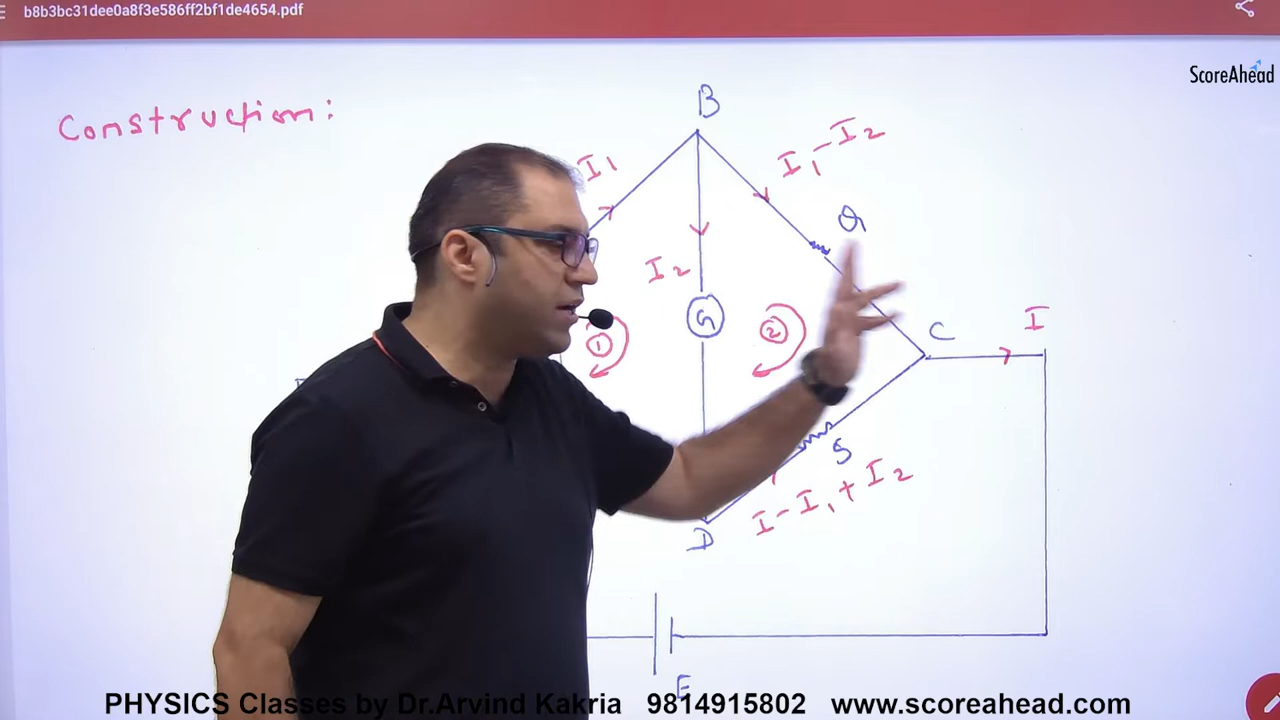 b8b3bc31dee0a8f3e586ff2bf1de4654.pdf
ScoreAhead
Construction:
B
I₁
I₁-I₂
Q
I₂
G
1
2
C
I
S
I-I₁+I₂
D
E
PHYSICS Classes by Dr.Arvind Kakria 9814915802 www.scoreahead.com